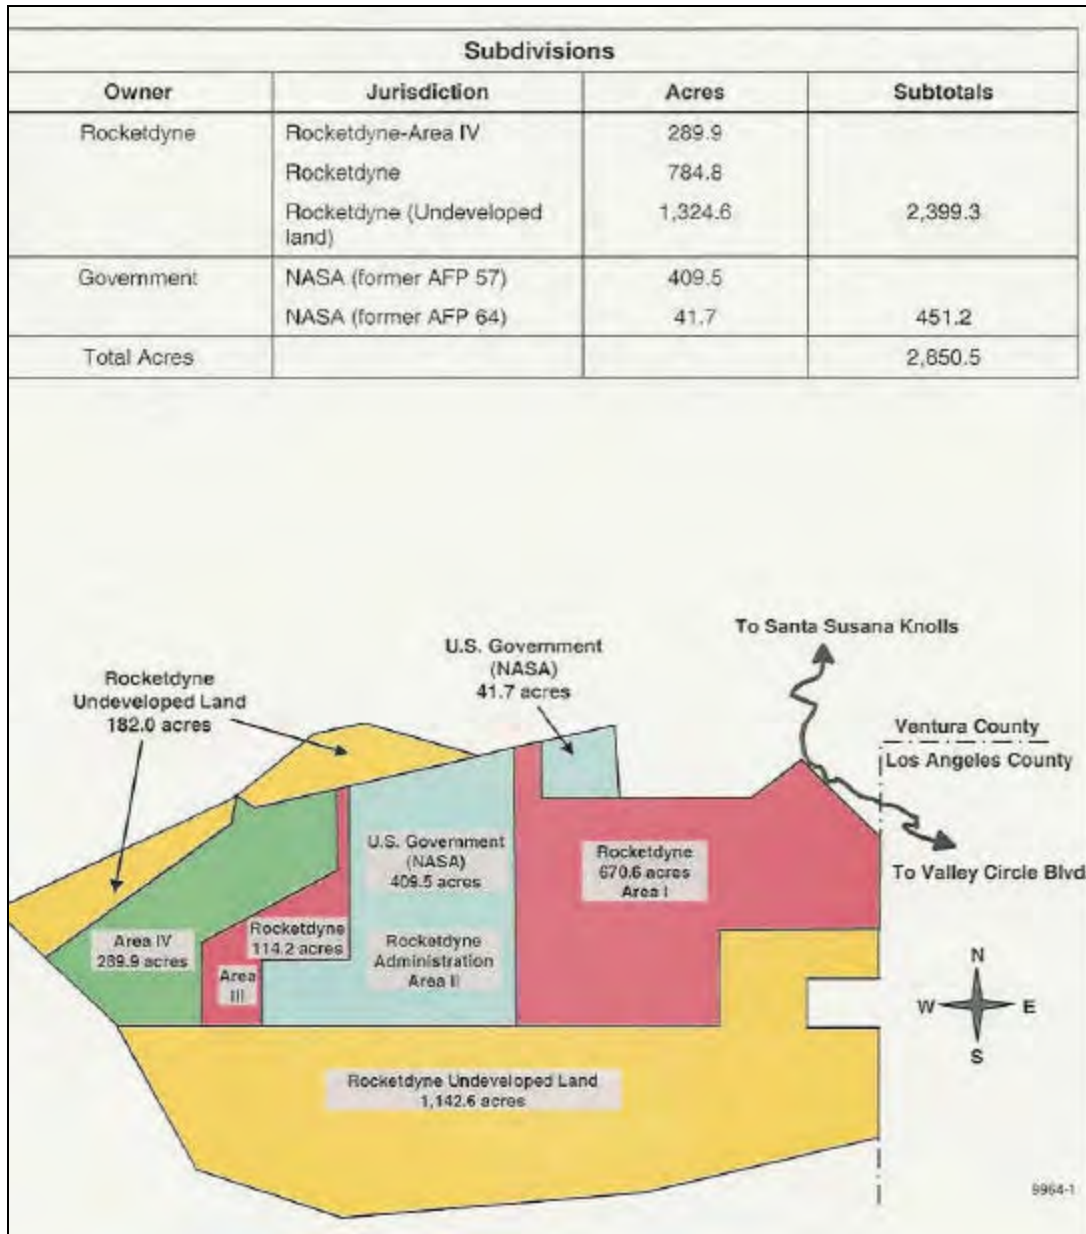 Subdivisions
Owner Jurisdiction Acres Subtotals
Rocketdyne Rocketdyne-Area IV 289.9
Rocketdyne 784.8
Rocketdyne (Undeveloped 1,324.6 2,399.3
land)
Government NASA (former AFP 57) 409.5
NASA (former AFP 64) 41.7 451.2
Total Acres 2,850.5
To Santa Susana Knolls
U.S. Government
(NASA)
41.7 acres
Rocketdyne
Undeveloped Land
182.0 acres
Ventura County
Los Angeles County
To Valley Circle Blvd
U.S. Government
(NASA)
409.5 acres
Rocketdyne
670.6 acres
Area I
Area IV
289.9 acres
Rocketdyne
114.2 acres
Area
III
Rocketdyne
Administration
Area II
N
W E
S
Rocketdyne Undeveloped Land
1,142.6 acres
9964-1